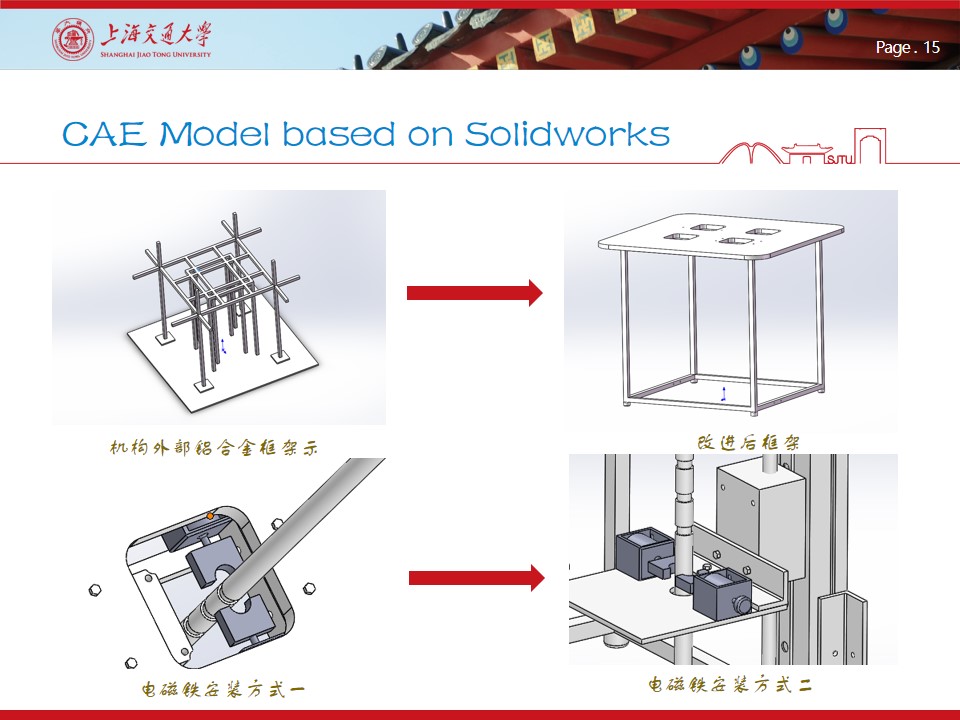 上海交通大学
SHANGHAI JIAO TONG UNIVERSITY
Page . 15
CAE Model based on Solidworks
SJTU
机构外部铝合金框架示
改进后框架
电磁铁安装方式一
电磁铁安装方式二